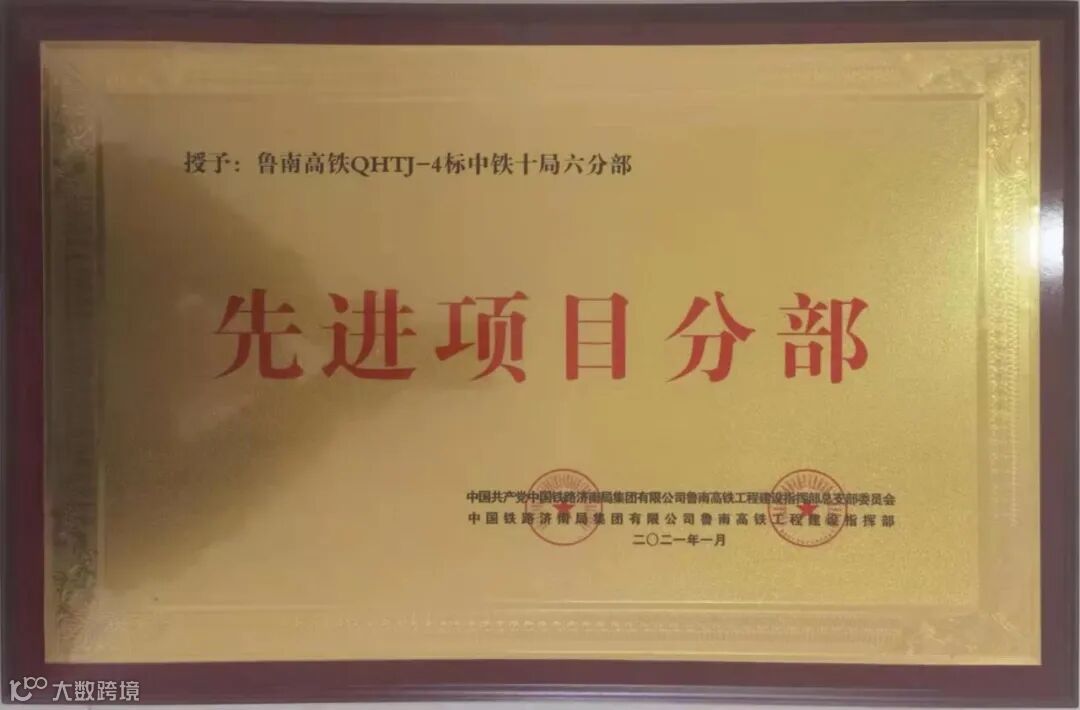 授予：鲁南高铁QHTJ-4标中铁十局六分部
先进项目分部
中国共产党中国铁路济南局集团有限公司鲁南高铁工程建设指挥部总支部委员会
中国铁路济南局集团有限公司鲁南高铁工程建设指挥部
二〇二一年一月
大数跨境